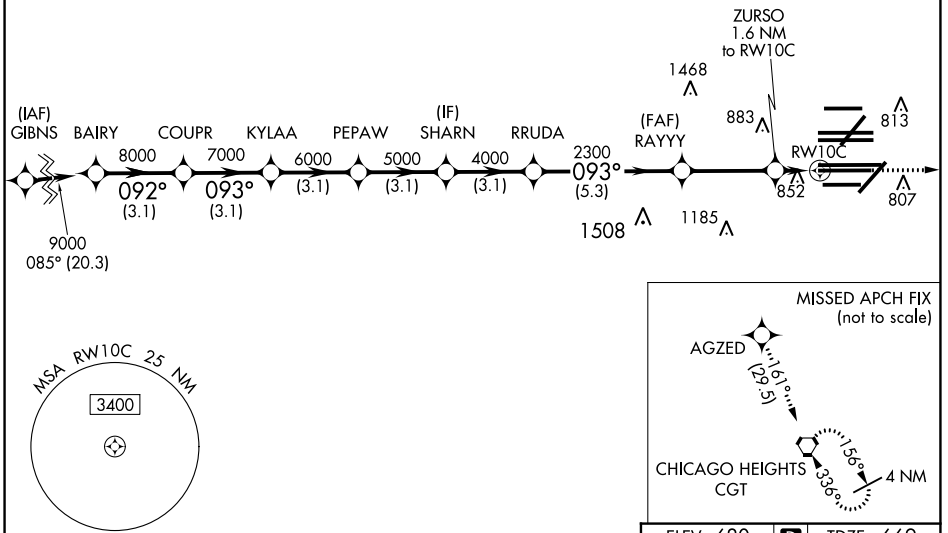 ZURSO
1.6 NM
to RW10C
1468
(IAF)
GIBNS
BAIRY
COUPR
KYLAA
PEPAW
(IF)
SHARN
RRUDA
(FAF)
RAYYY
883
813
RW10C
8000
092°
(3.1)
7000
093°
(3.1)
6000
(3.1)
5000
(3.1)
4000
(3.1)
2300
093°
(5.3)
852
807
9000
085° (20.3)
1508
1185
MISSED APCH FIX
(not to scale)
AGZED
161°
(29.5)
CHICAGO HEIGHTS
CGT
156°
336°
4 NM
MSA RW10C 25 NM
3400